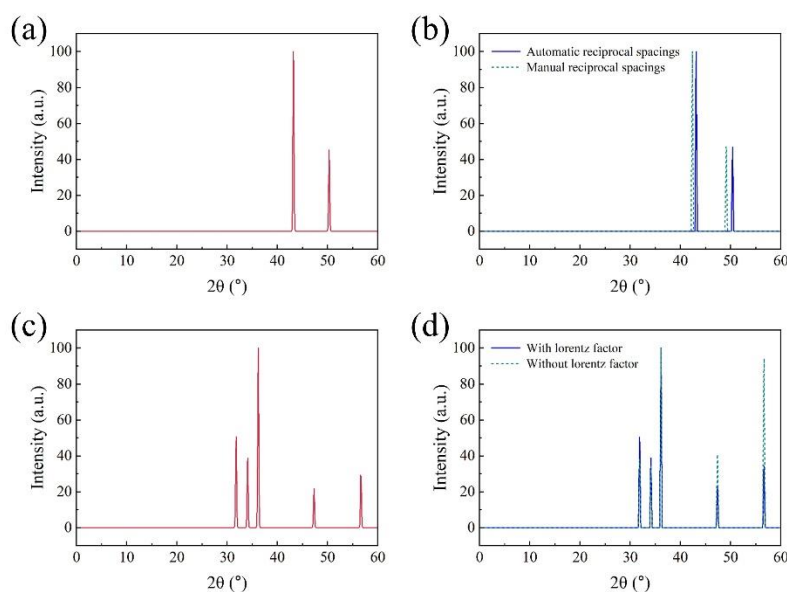 (a)
Intensity (a.u.)
100
80
60
40
20
0
0 10 20 30 40 50 60
2θ (°)
(b)
Automatic reciprocal spacings
Manual reciprocal spacings
Intensity (a.u.)
100
80
60
40
20
0
0 10 20 30 40 50 60
2θ (°)
(c)
Intensity (a.u.)
100
80
60
40
20
0
0 10 20 30 40 50 60
2θ (°)
(d)
With lorentz factor
Without lorentz factor
Intensity (a.u.)
100
80
60
40
20
0
0 10 20 30 40 50 60
2θ (°)